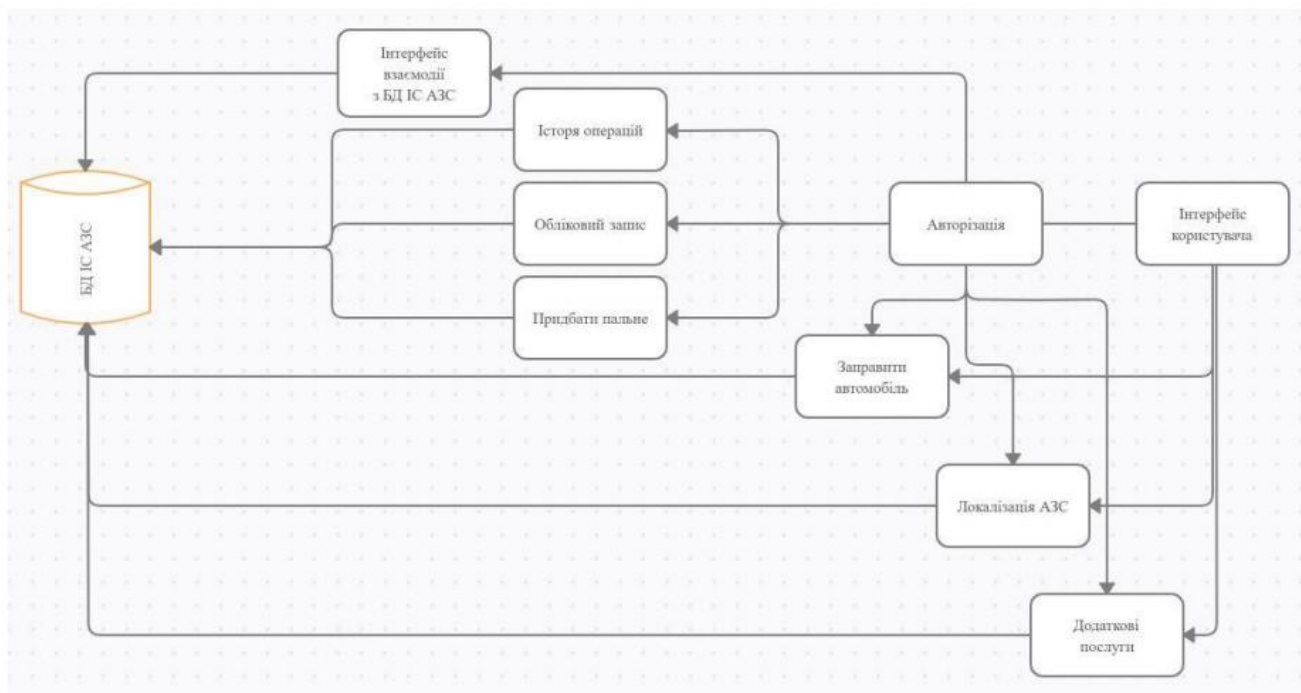 Інтерфейс
взаємодії
з БД ІС АЗС
Історя операцій
БД ІС АЗС
Обліковий запис
Авторізація
Інтерфейс
користувача
Придбати пальне
Заправити
автомобіль
Локалізація АЗС
Додаткові
послуги